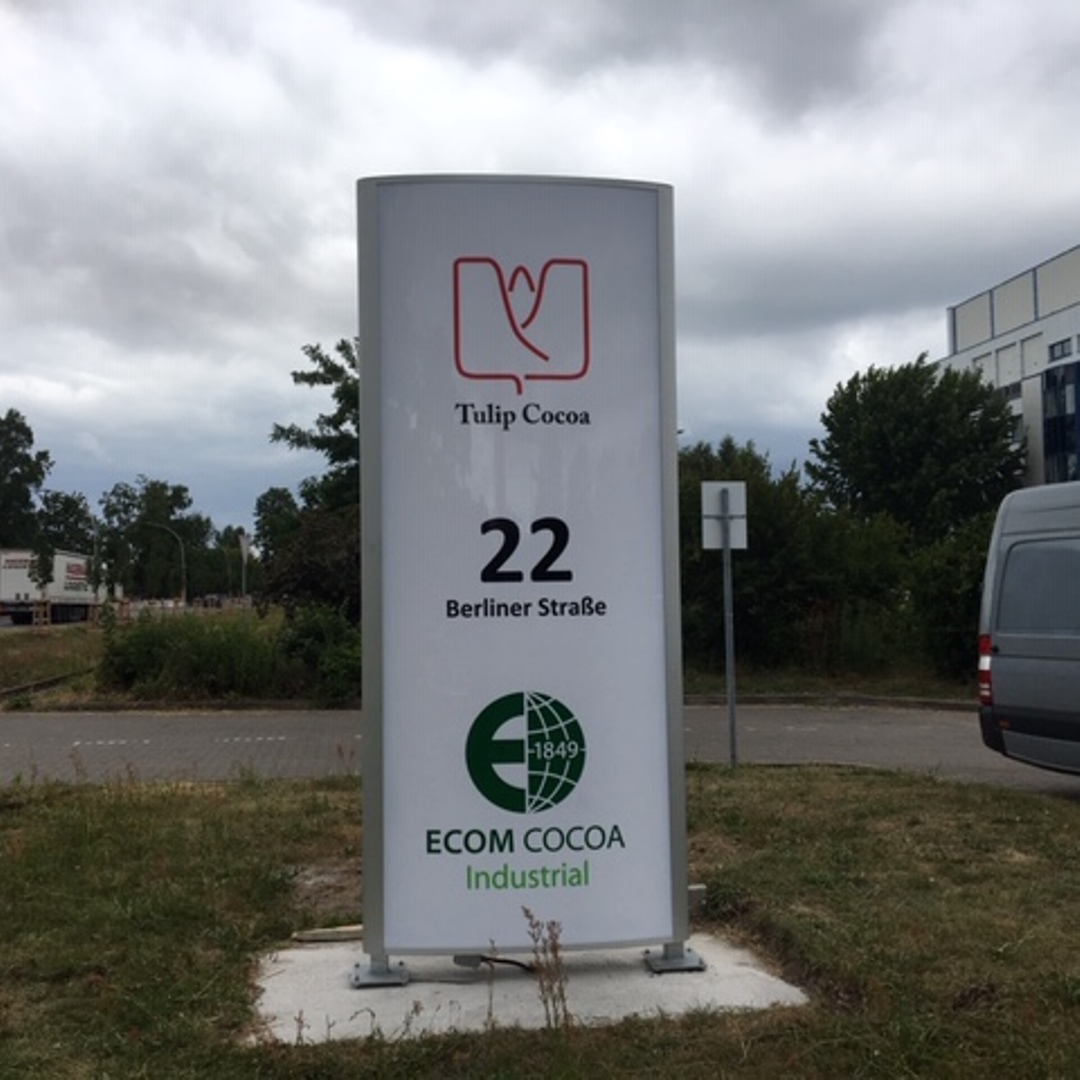 Tulip Cocoa
22
Berliner Straße
1849
ECOM COCOA
Industrial